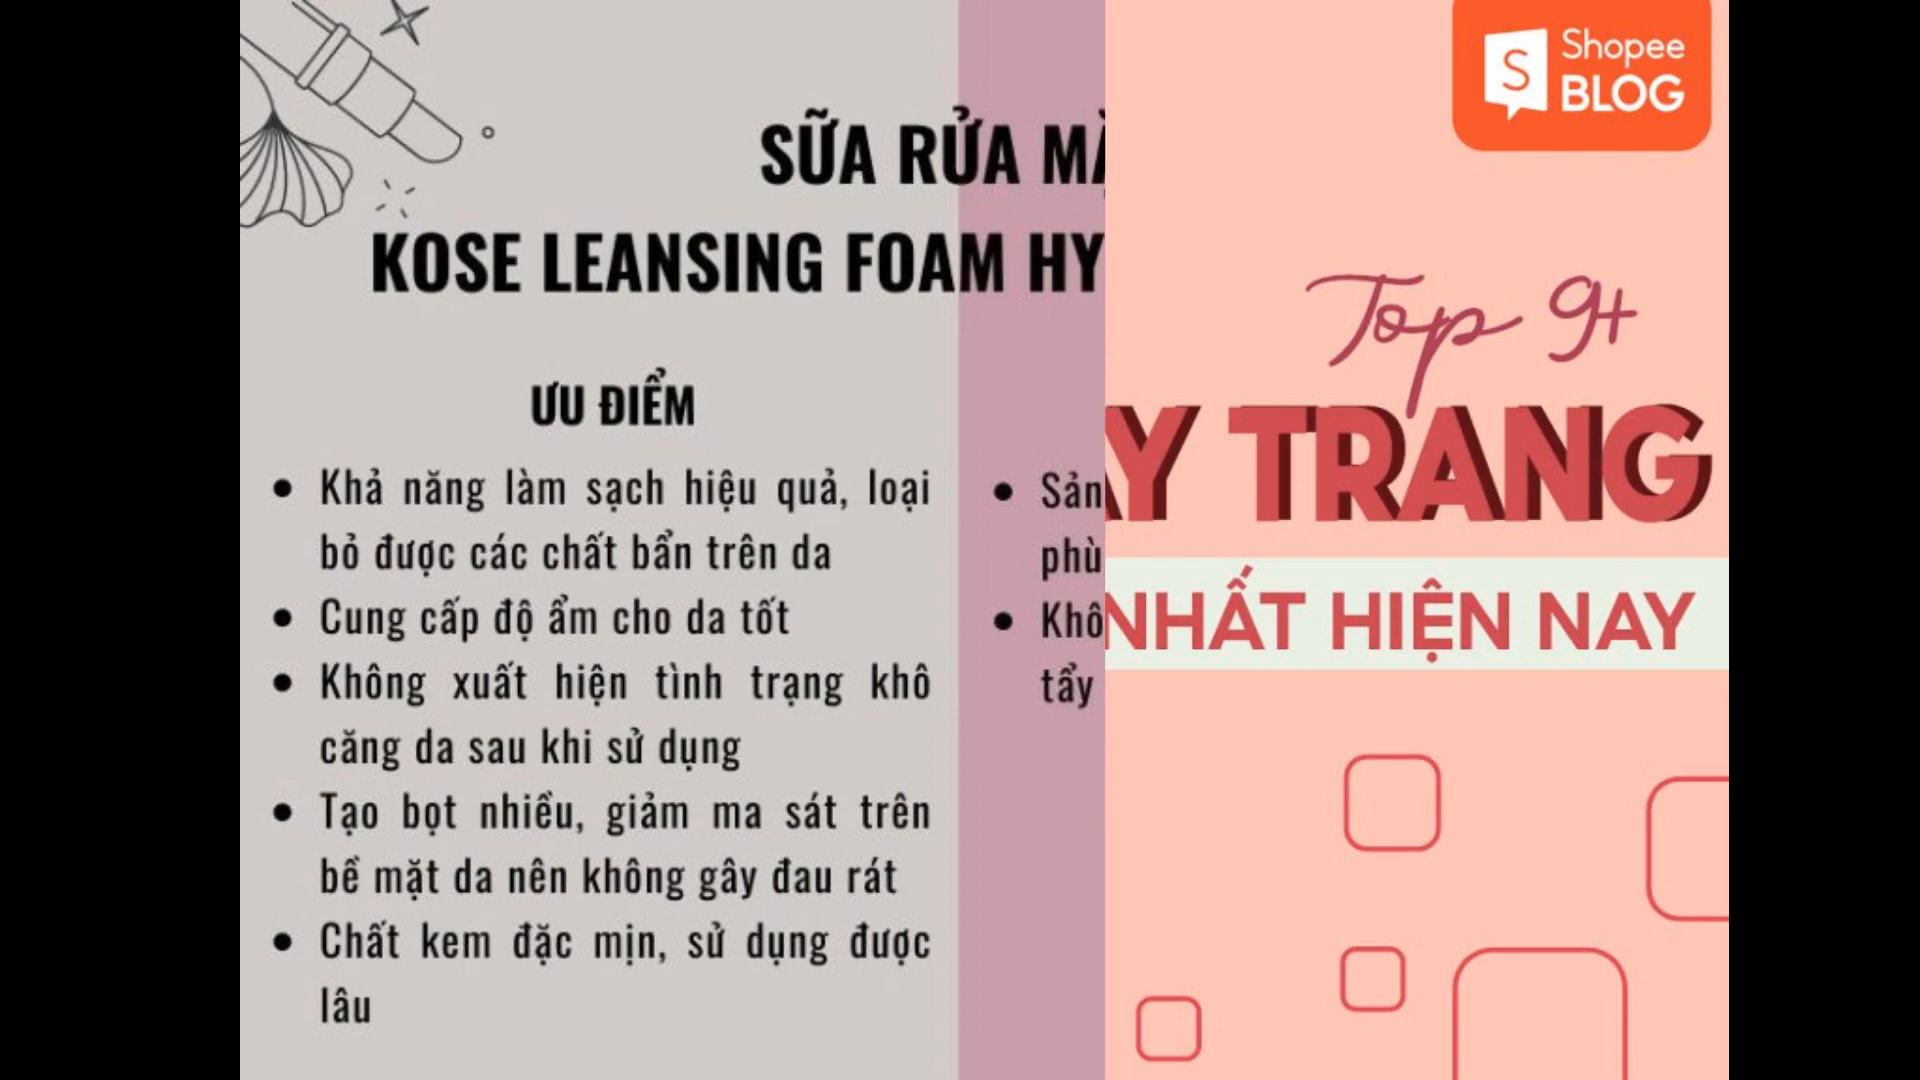 SỮA RỬA
KOSE LEANSING FOAM HY
ƯU ĐIỂM
Khả năng làm sạch hiệu quả, loại
bỏ được các chất bẩn trên da
Cung cấp độ ẩm cho da tốt
Không xuất hiện tình trạng khô
căng da sau khi sử dụng
Tạo bọt nhiều, giảm ma sát trên
bề mặt da nên không gây đau rát
Chất kem đặc mịn, sử dụng được
lâu
Sản
phù
Khô
tẩy
Shopee
BLOG
Top 9+
Y TRANG
NHẤT HIỆN NAY